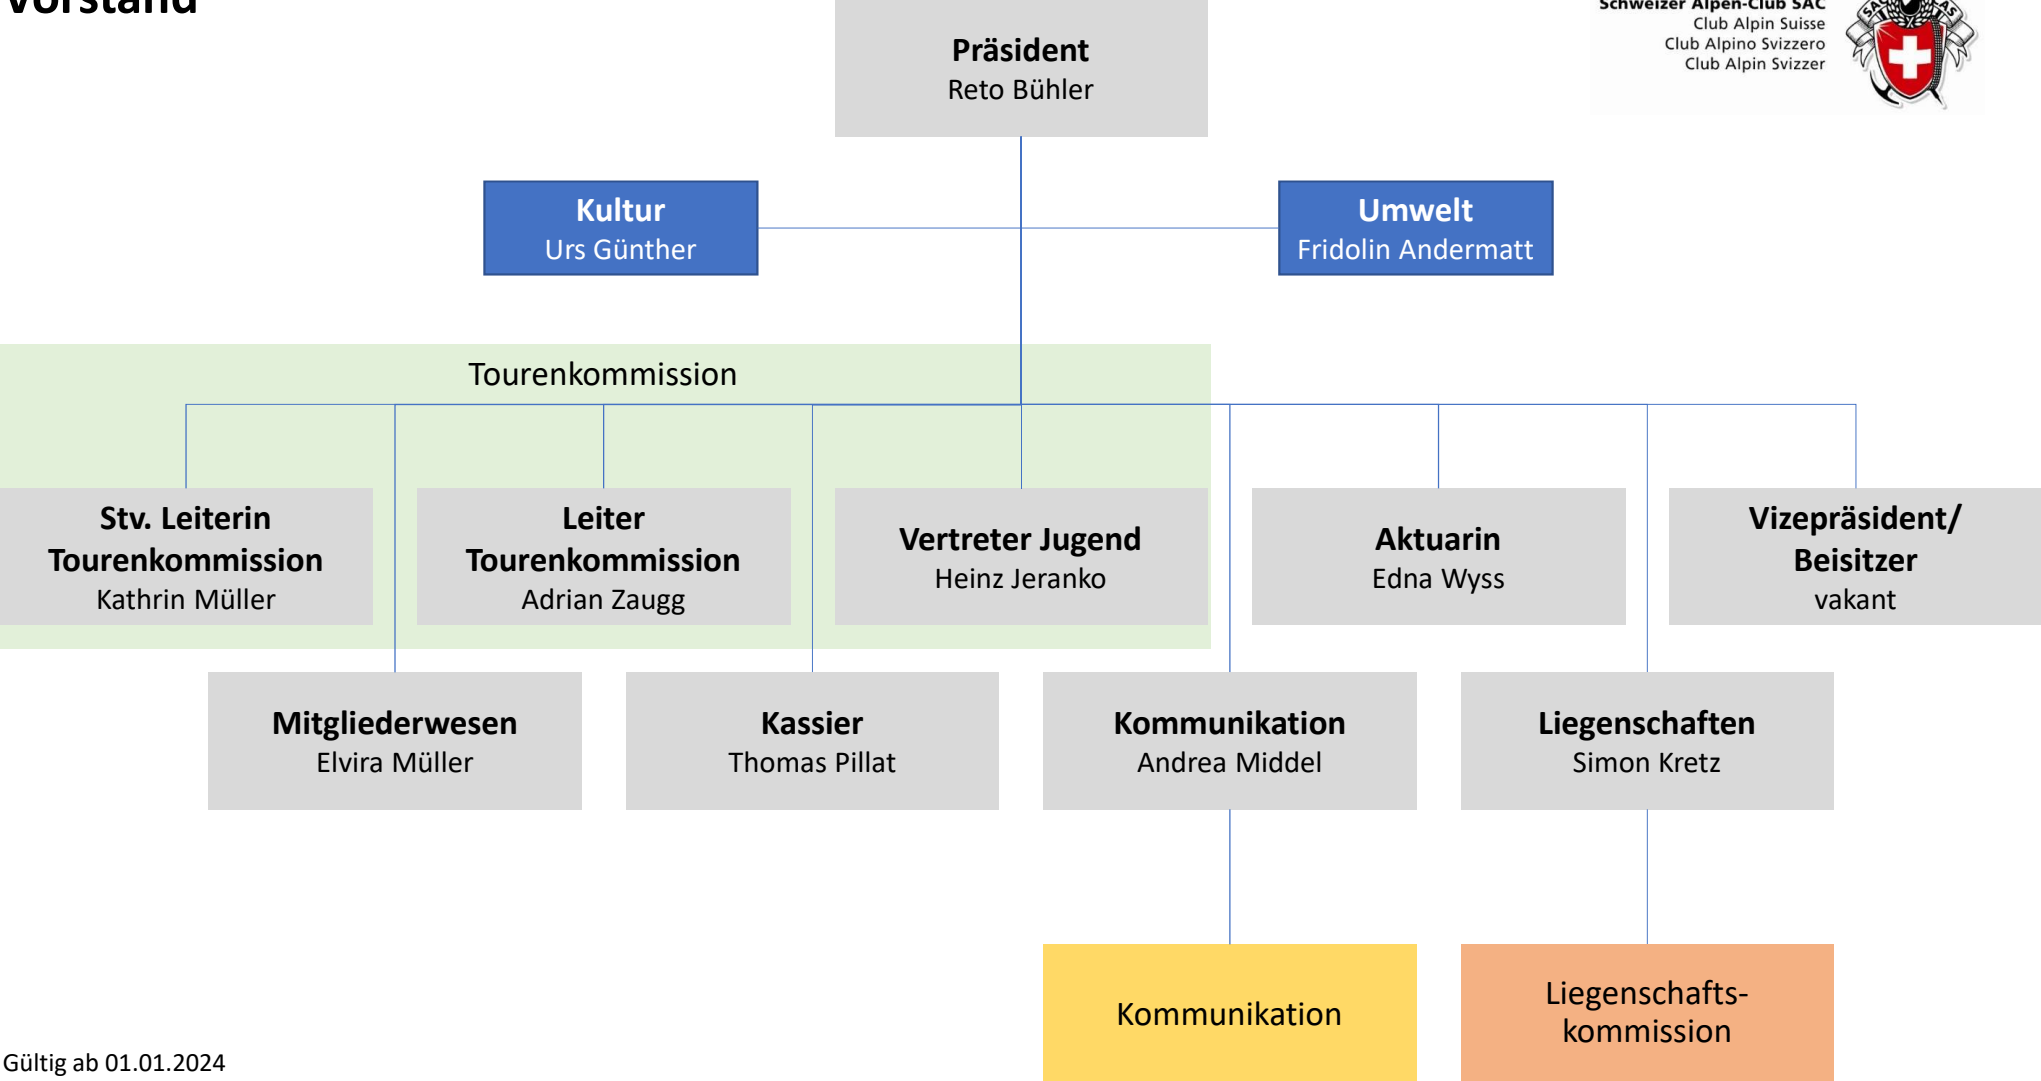 Vorstand
Schweizer Alpen-Club SAC
Club Alpin Suisse
Club Alpino Svizzero
Club Alpin Svizzer
Präsident
Reto Bühler
Kultur
Urs Günther
Umwelt
Fridolin Andermatt
Tourenkommission
Stv. Leiterin
Tourenkommission
Kathrin Müller
Leiter
Tourenkommission
Adrian Zaugg
Vertreter Jugend
Heinz Jeranko
Aktuarin
Edna Wyss
Vizepräsident/
Beisitzer
vakant
Mitgliederwesen
Elvira Müller
Kassier
Thomas Pillat
Kommunikation
Andrea Middel
Liegenschaften
Simon Kretz
Kommunikation
Liegenschafts-
kommission
Gültig ab 01.01.2024